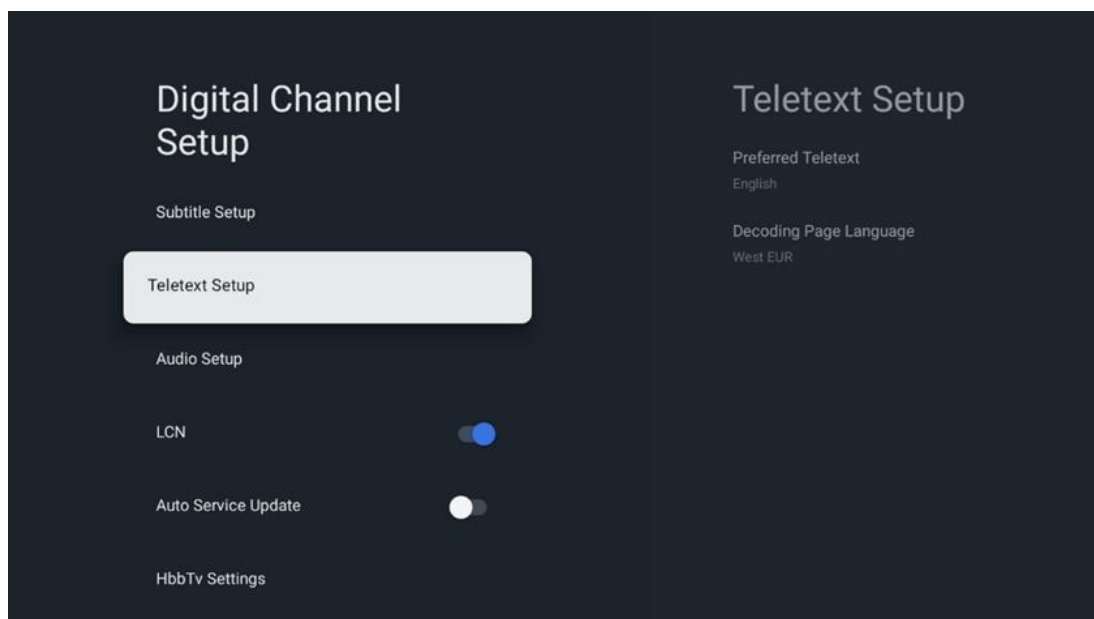 Digital Channel
Setup
Subtitle Setup
Teletext Setup
Audio Setup
LCN
Auto Service Update
HbbTv Settings
Teletext Setup
Preferred Teletext
English
Decoding Page Language
West EUR